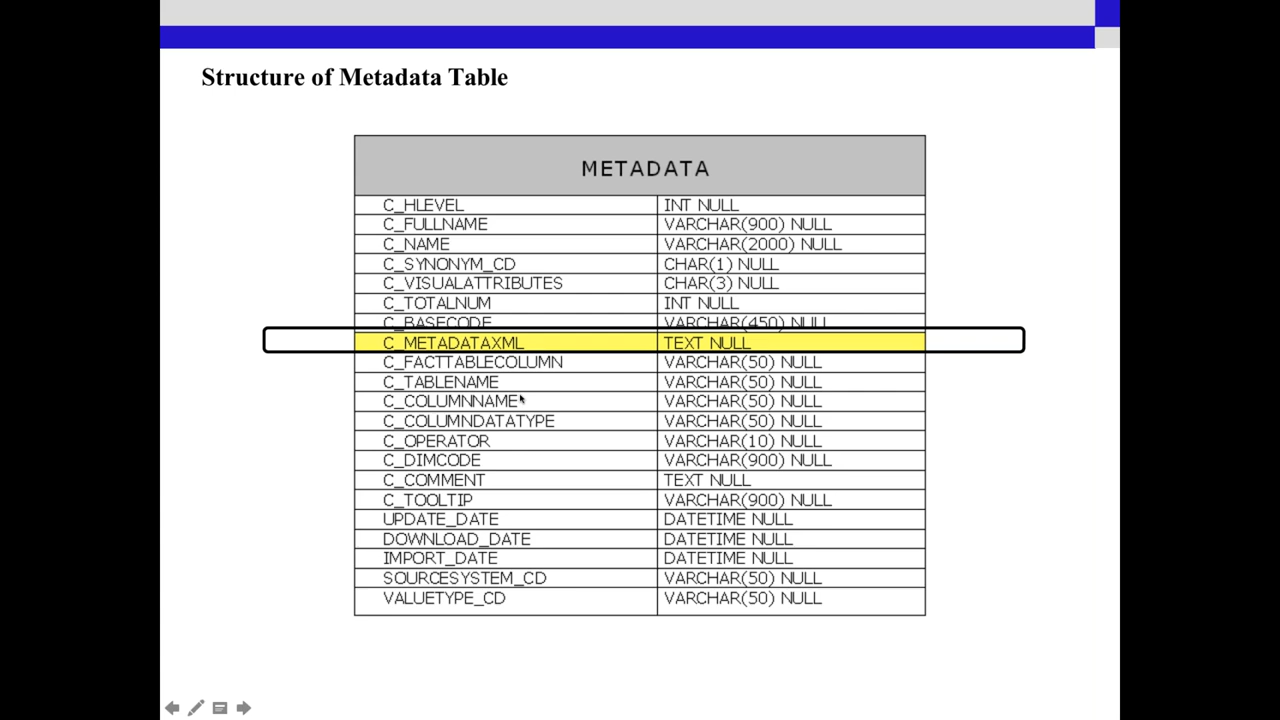 Structure of Metadata Table
METADATA
C_HLEVEL INT NULL
C_FULLNAME VARCHAR(900) NULL
C_NAME VARCHAR(2000) NULL
C_SYNONYM_CD CHAR(1) NULL
C_VISUALATTRIBUTES CHAR(3) NULL
C_TOTALNUM INT NULL
C_BASECODE VARCHAR(450) NULL
C_METADATAXML TEXT NULL
C_FACTTABLECOLUMN VARCHAR(50) NULL
C_TABLENAME VARCHAR(50) NULL
C_COLUMNNAME VARCHAR(50) NULL
C_COLUMNDATATYPE VARCHAR(50) NULL
C_OPERATOR VARCHAR(10) NULL
C_DIMCODE VARCHAR(900) NULL
C_COMMENT TEXT NULL
C_TOOLTIP VARCHAR(900) NULL
UPDATE_DATE DATETIME NULL
DOWNLOAD_DATE DATETIME NULL
IMPORT_DATE DATETIME NULL
SOURCESYSTEM_CD VARCHAR(50) NULL
VALUETYPE_CD VARCHAR(50) NULL